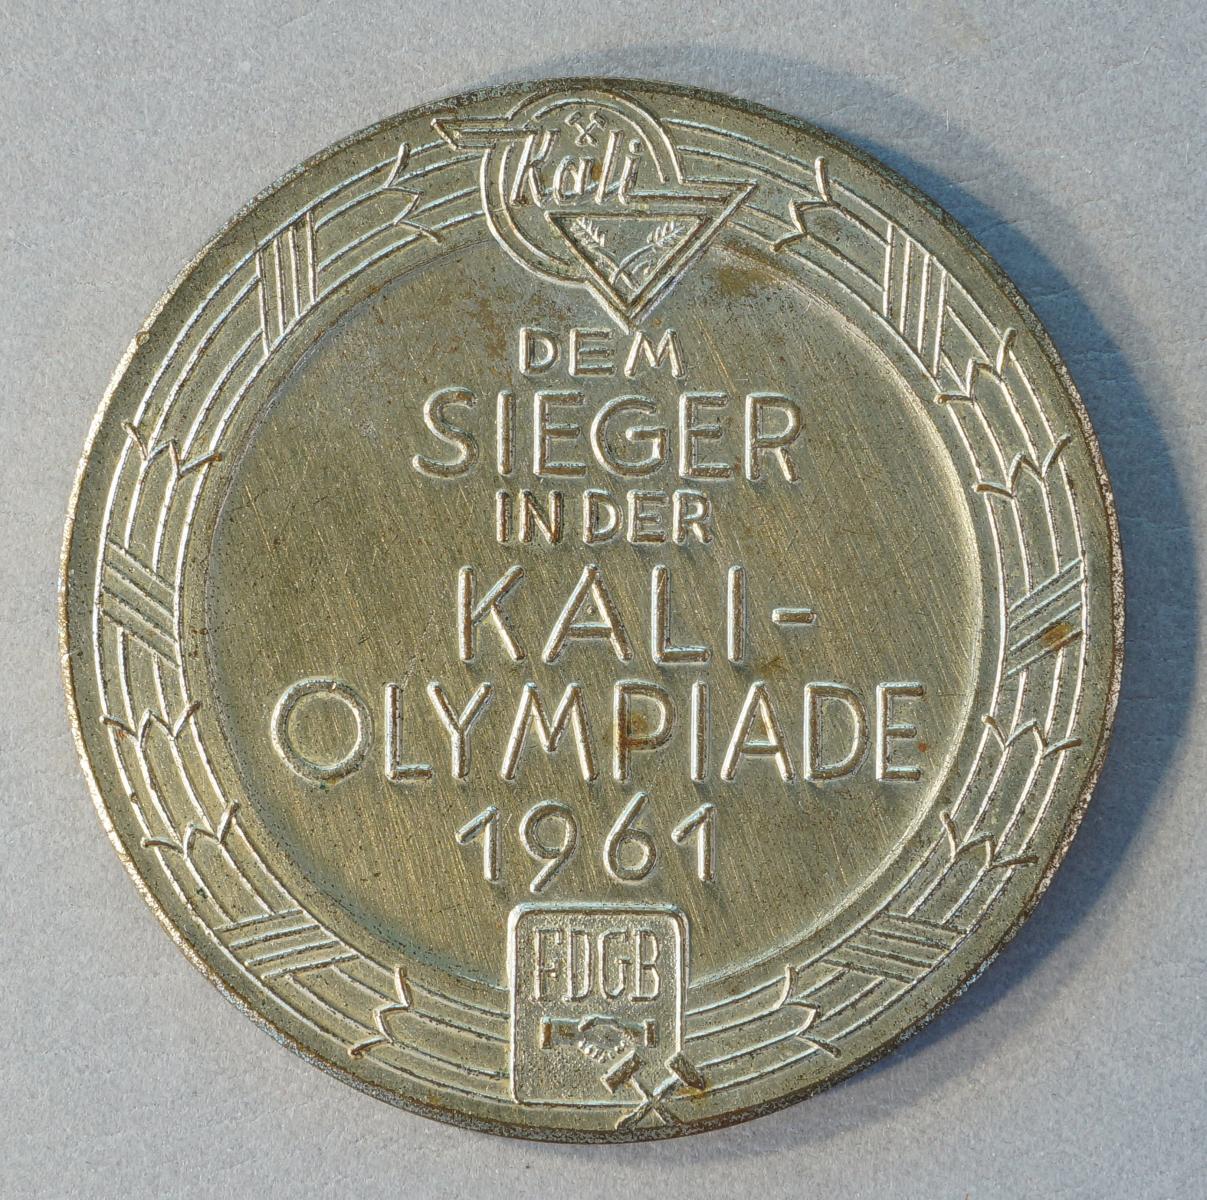 Kali
DEM
SIEGER
IN DER
KALI-
OLYMPIADE
1961
FDGB